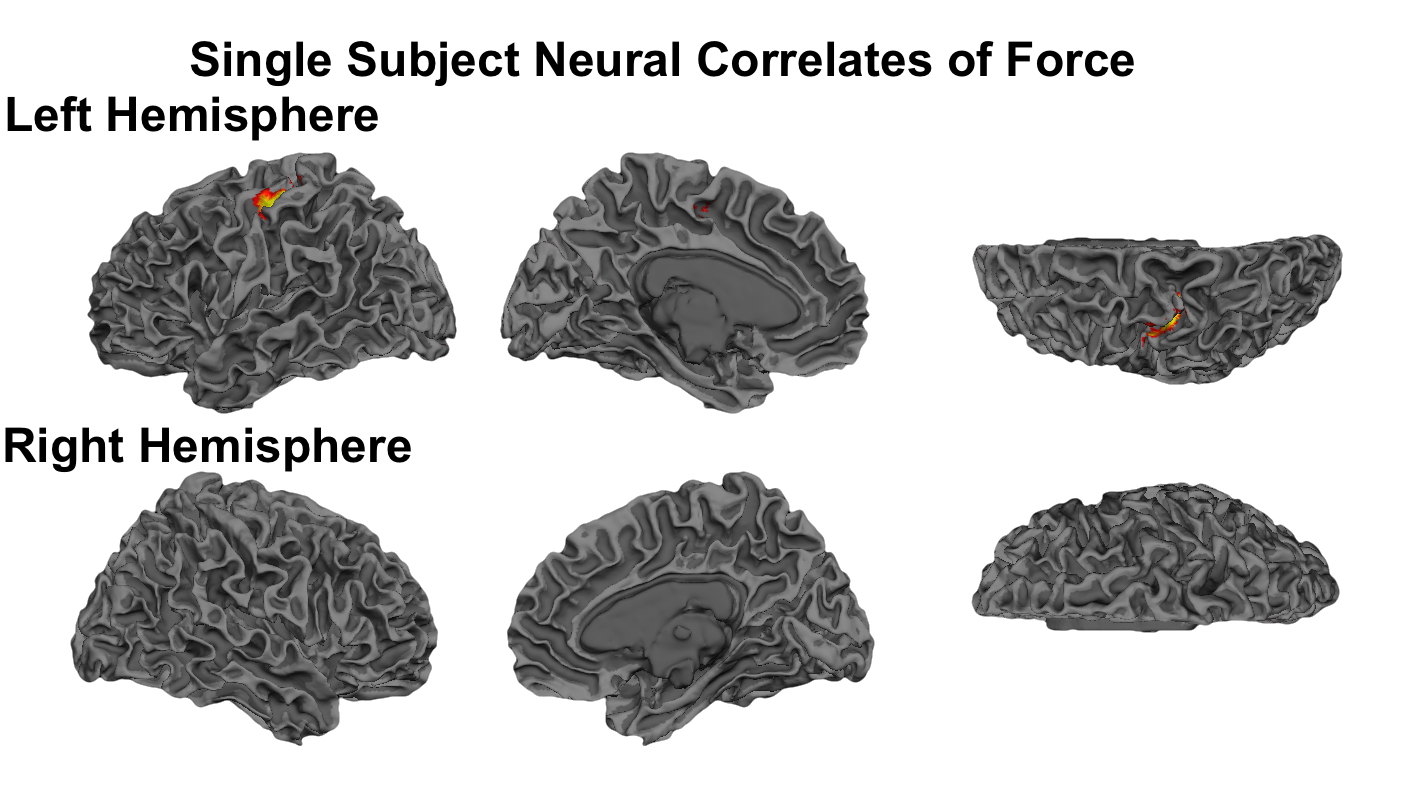 Single Subject Neural Correlates of Force
Left Hemisphere
Right Hemisphere